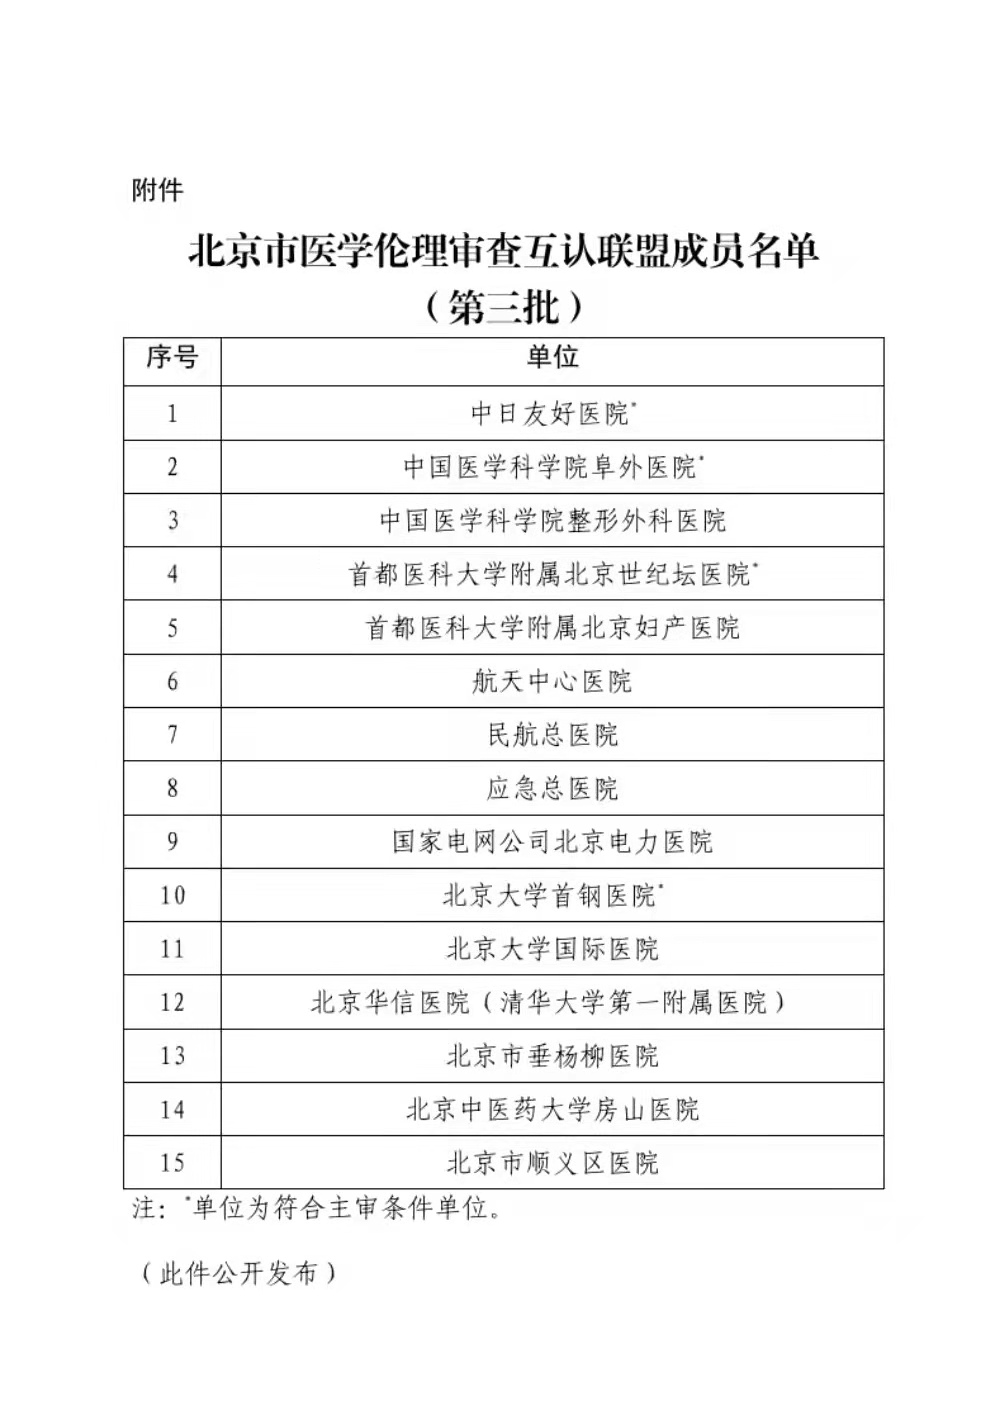 附件
北京市医学伦理审查互认联盟成员名单
（第三批）
序号 单位
1 中日友好医院*
2 中国医学科学院阜外医院*
3 中国医学科学院整形外科医院
4 首都医科大学附属北京世纪坛医院*
5 首都医科大学附属北京妇产医院
6 航天中心医院
7 民航总医院
8 应急总医院
9 国家电网公司北京电力医院
10 北京大学首钢医院*
11 北京大学国际医院
12 北京华信医院（清华大学第一附属医院）
13 北京市垂杨柳医院
14 北京中医药大学房山医院
15 北京市顺义区医院
注：*单位为符合主审条件单位。
（此件公开发布）